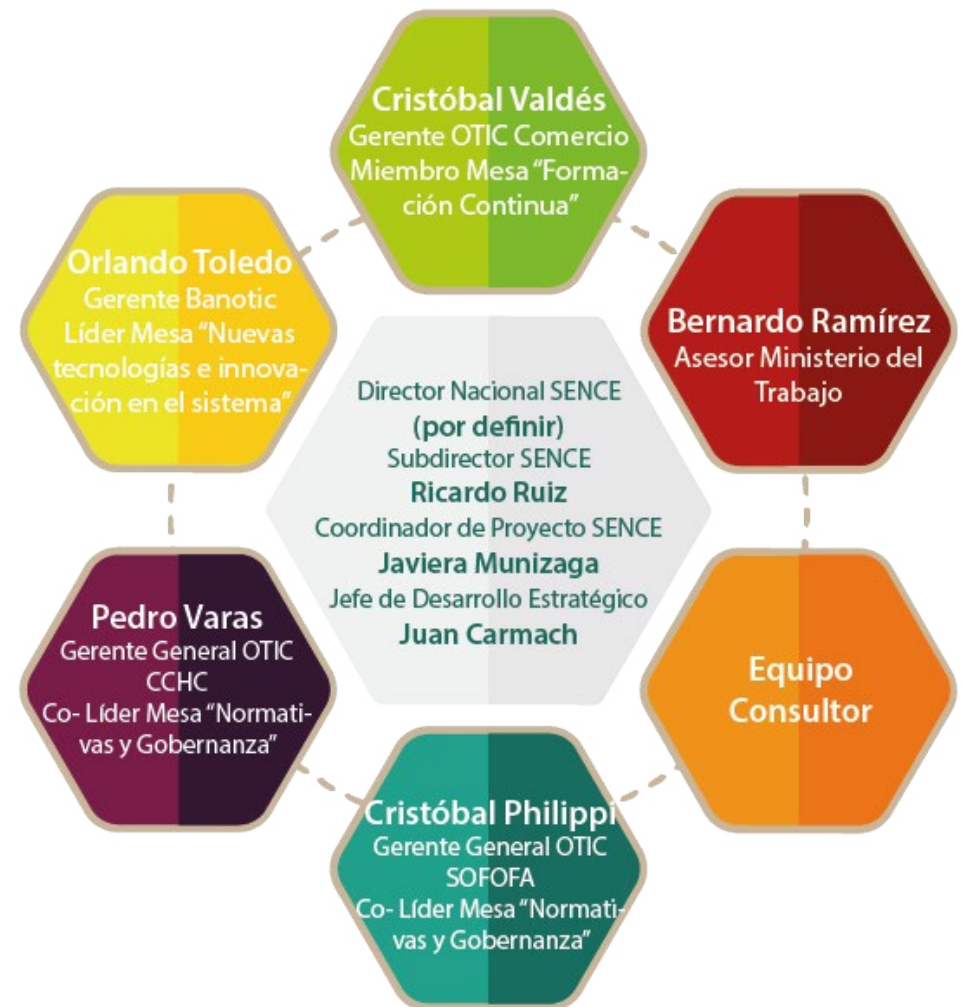 Cristóbal Valdés
Gerente OTIC Comercio
Miembro Mesa “Forma-
ción Continua”
Orlando Toledo
Gerente Banotic
Líder Mesa “Nuevas
tecnologías e innova-
ción en el sistema”
Bernardo Ramírez
Asesor Ministerio del
Trabajo
Director Nacional SENCE
(por definir)
Subdirector SENCE
Ricardo Ruiz
Coordinador de Proyecto SENCE
Javiera Munizaga
Jefe de Desarrollo Estratégico
Juan Carmach
Pedro Varas
Gerente General OTIC
CCHC
Co- Líder Mesa “Normati-
vas y Gobernanza”
Equipo
Consultor
Cristóbal Philippi
Gerente General OTIC
SOFOFA
Co- Líder Mesa “Normati-
vas y Gobernanza”